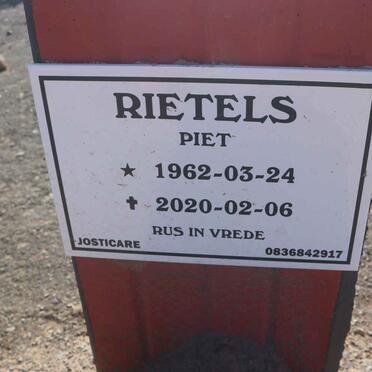 RIETELS
PIET
★ 1962-03-24
✝ 2020-02-06
RUS IN VREDE
JOSTICARE 0836842917